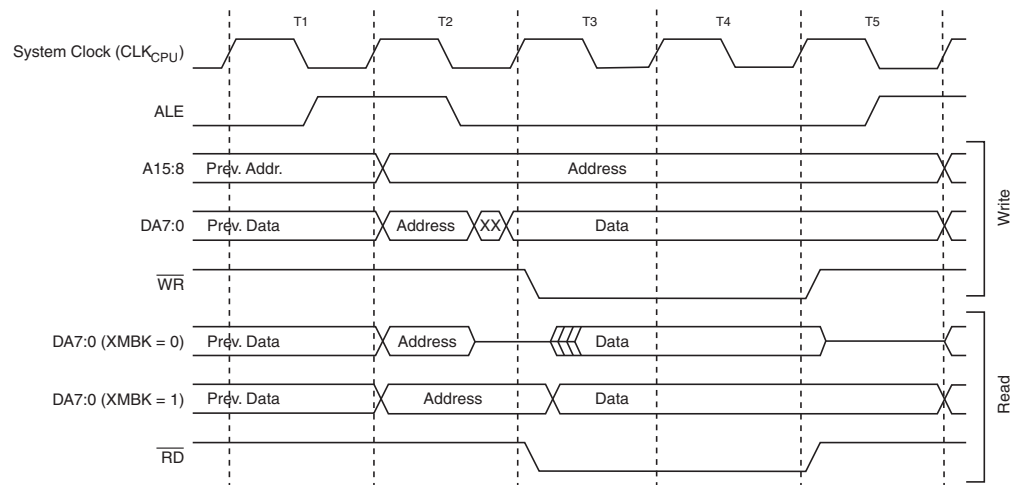 T1 T2 T3 T4 T5
System Clock (CLKCPU)
ALE
A15:8 Prev. Addr. Address
DA7:0 Prev. Data Address XX Data
WR
Write
DA7:0 (XMBK = 0) Prev. Data Address Data
DA7:0 (XMBK = 1) Prev. Data Address Data
RD
Read